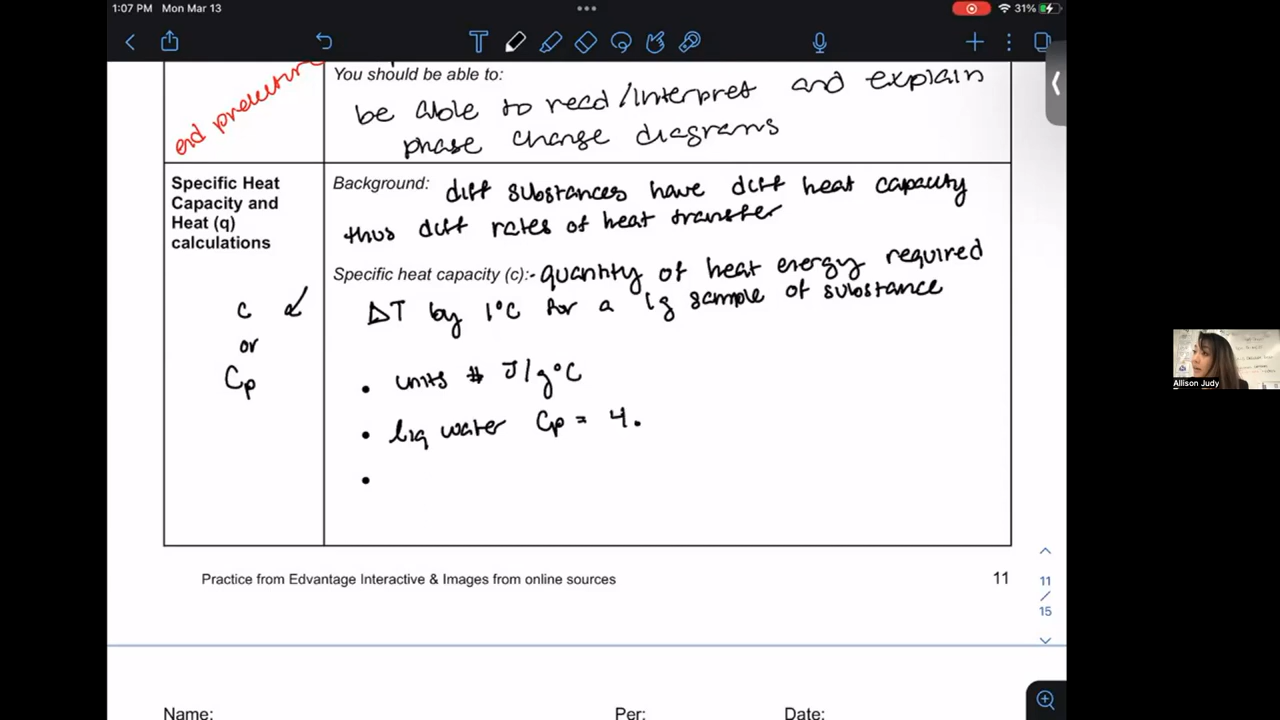 1:07 PM Mon Mar 13
31%
end prediction
You should be able to:
be able to read/interpret and explain
phase change diagrams
Specific Heat
Capacity and
Heat (q)
calculations
c
or
Cp
Background: diff substances have diff heat capacity
thus diff rates of heat transfer
Specific heat capacity (c):- quantity of heat energy required
ΔT by 1°C for a 1g sample of substance
• units # J/g°C
• liq water Cp = 4.
•
Practice from Edvantage Interactive & Images from online sources
11
11
/
15
Name:
Per:
Date:
Allison Judy